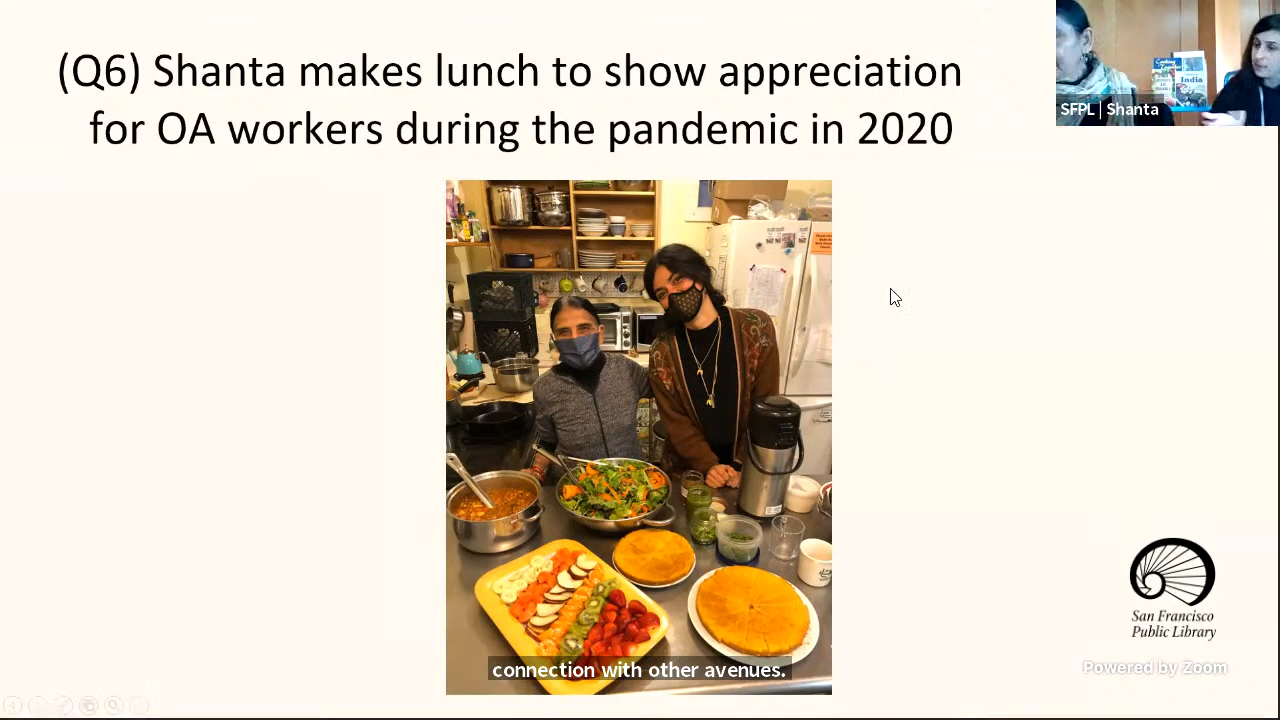 (Q6) Shanta makes lunch to show appreciation
for OA workers during the pandemic in 2020
India
SFPL | Shanta
connection with other avenues.
San Francisco
Public Library
Powered by Zoom